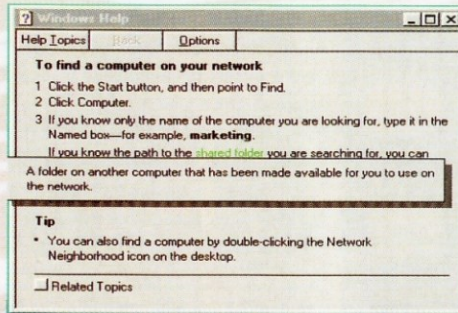 Windows Help
Help Topics Back Options
To find a computer on your network
1 Click the Start button, and then point to Find.
2 Click Computer.
3 If you know only the name of the computer you are looking for, type it in the
Named box—for example, marketing.
If you know the path to the shared folder you are searching for, you can
A folder on another computer that has been made available for you to use on
the network.
Tip
• You can also find a computer by double-clicking the Network
Neighborhood icon on the desktop.
Related Topics